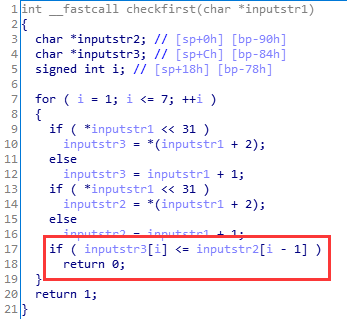 1 int __fastcall checkfirst(char *inputstr1)
2 {
3 char *inputstr2; // [sp+0h] [bp-90h]
4 char *inputstr3; // [sp+Ch] [bp-84h]
5 signed int i; // [sp+18h] [bp-78h]
6
7 for ( i = 1; i <= 7; ++i )
8 {
9 if ( *inputstr1 << 31 )
10 inputstr3 = *(inputstr1 + 2);
11 else
12 inputstr3 = inputstr1 + 1;
13 if ( *inputstr1 << 31 )
14 inputstr2 = *(inputstr1 + 2);
15 else
16 inputstr2 = inputstr1 + 1;
17 if ( inputstr3[i] <= inputstr2[i - 1] )
18 return 0;
19 }
20 return 1;
21 }